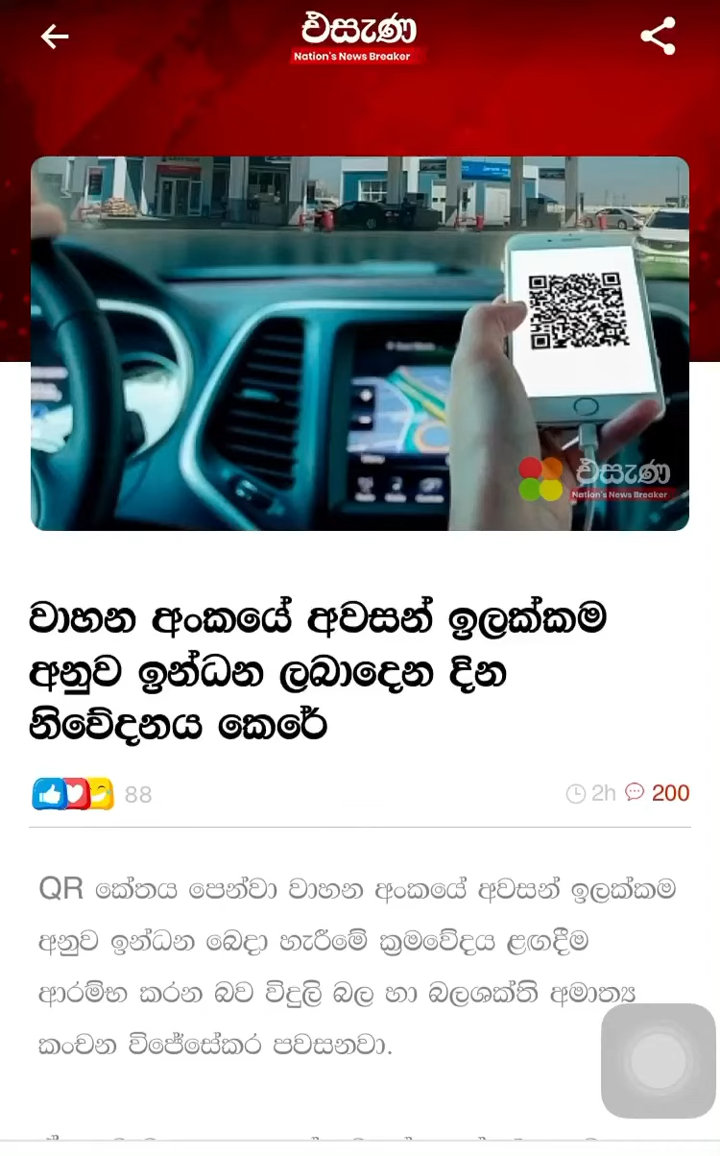 එසැණ
Nation's News Breaker
එසැණ
Nation's News Breaker
වාහන අංකයේ අවසන් ඉලක්කම
අනුව ඉන්ධන ලබාදෙන දින
නිවේදනය කෙරේ
88
2h 200
QR කේතය පෙන්වා වාහන අංකයේ අවසන් ඉලක්කම
අනුව ඉන්ධන බෙදා හැරීමේ ක්‍රමවේදය ළඟදීම
ආරම්භ කරන බව විදුලි බල හා බලශක්ති අමාත්‍ය
කංචන විජේසේකර පවසනවා.